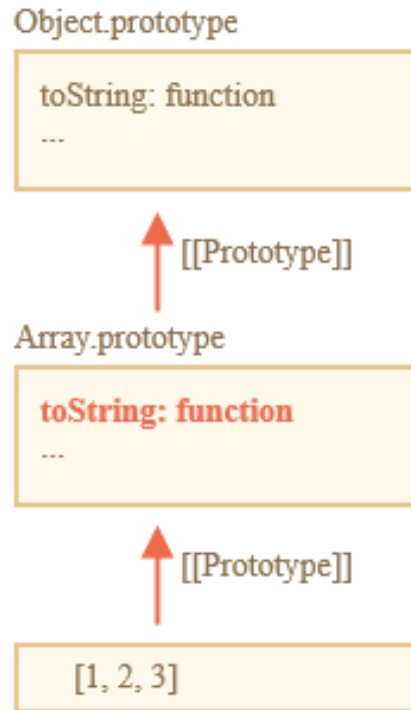 Object.prototype
toString: function
...
[[Prototype]]
Array.prototype
toString: function
...
[[Prototype]]
[1, 2, 3]